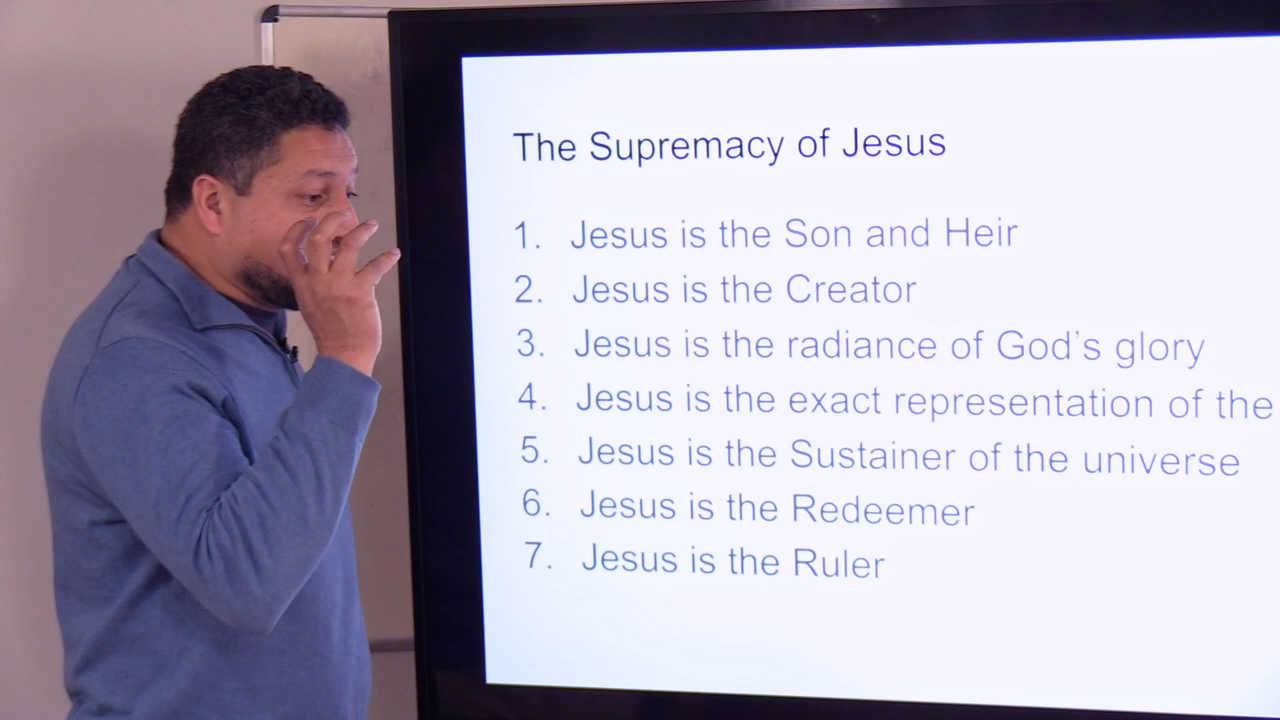 The Supremacy of Jesus
1. Jesus is the Son and Heir
2. Jesus is the Creator
3. Jesus is the radiance of God's glory
4. Jesus is the exact representation of the
5. Jesus is the Sustainer of the universe
6. Jesus is the Redeemer
7. Jesus is the Ruler